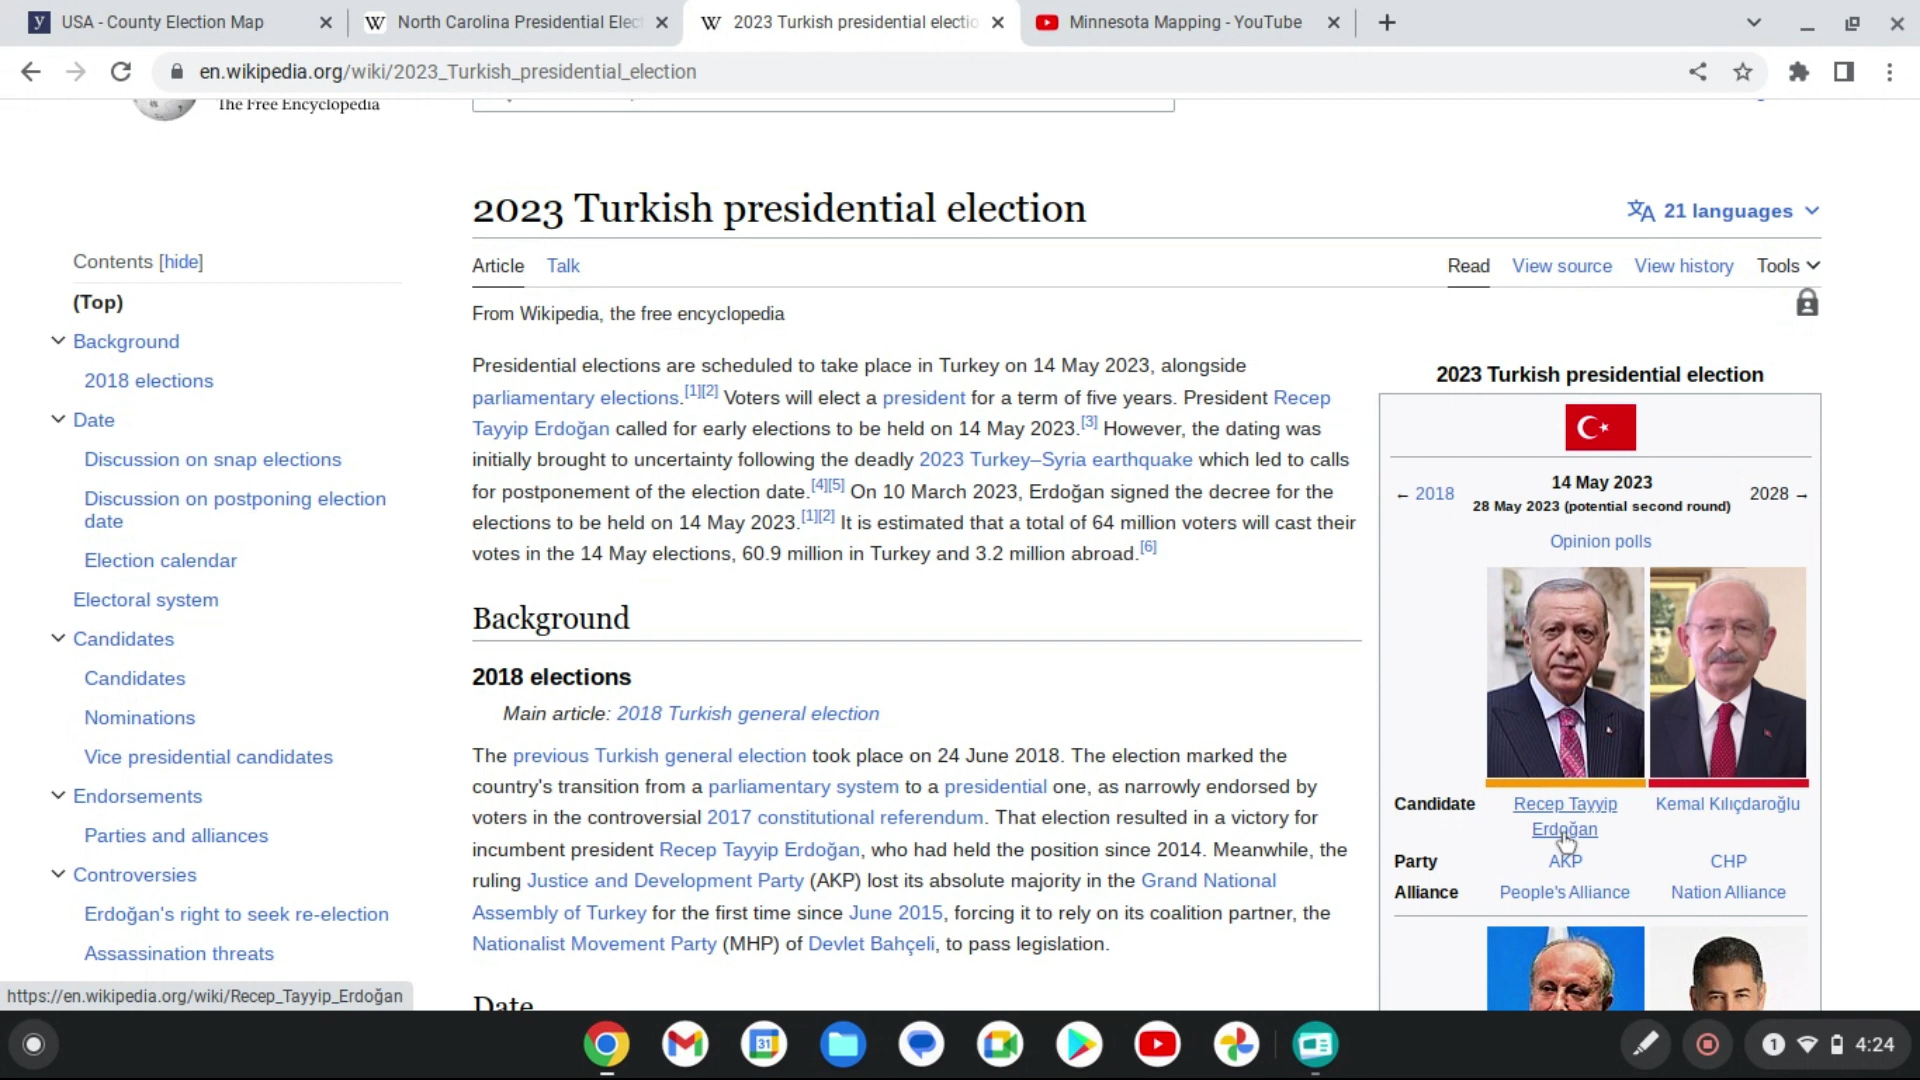 USA - County Election Map
North Carolina Presidential Elec
2023 Turkish presidential electio
Minnesota Mapping - YouTube
en.wikipedia.org/wiki/2023_Turkish_presidential_election
The Free Encyclopedia
2023 Turkish presidential election
21 languages
Contents [hide]
(Top)
Background
2018 elections
Date
Discussion on snap elections
Discussion on postponing election
date
Election calendar
Electoral system
Candidates
Candidates
Nominations
Vice presidential candidates
Endorsements
Parties and alliances
Controversies
Erdoğan's right to seek re-election
Assassination threats
Article Talk
Read View source View history Tools
From Wikipedia, the free encyclopedia
Presidential elections are scheduled to take place in Turkey on 14 May 2023, alongside
parliamentary elections.[1][2] Voters will elect a president for a term of five years. President Recep
Tayyip Erdoğan called for early elections to be held on 14 May 2023.[3] However, the dating was
initially brought to uncertainty following the deadly 2023 Turkey–Syria earthquake which led to calls
for postponement of the election date.[4][5] On 10 March 2023, Erdoğan signed the decree for the
elections to be held on 14 May 2023.[1][2] It is estimated that a total of 64 million voters will cast their
votes in the 14 May elections, 60.9 million in Turkey and 3.2 million abroad.[6]
Background
2018 elections
Main article: 2018 Turkish general election
The previous Turkish general election took place on 24 June 2018. The election marked the
country's transition from a parliamentary system to a presidential one, as narrowly endorsed by
voters in the controversial 2017 constitutional referendum. That election resulted in a victory for
incumbent president Recep Tayyip Erdoğan, who had held the position since 2014. Meanwhile, the
ruling Justice and Development Party (AKP) lost its absolute majority in the Grand National
Assembly of Turkey for the first time since June 2015, forcing it to rely on its coalition partner, the
Nationalist Movement Party (MHP) of Devlet Bahçeli, to pass legislation.
Date
2023 Turkish presidential election
← 2018
14 May 2023
28 May 2023 (potential second round)
2028 →
Opinion polls
Candidate Recep Tayyip Erdoğan Kemal Kılıçdaroğlu
Party AKP CHP
Alliance People's Alliance Nation Alliance
https://en.wikipedia.org/wiki/Recep_Tayyip_Erdoğan
31
1
4:24